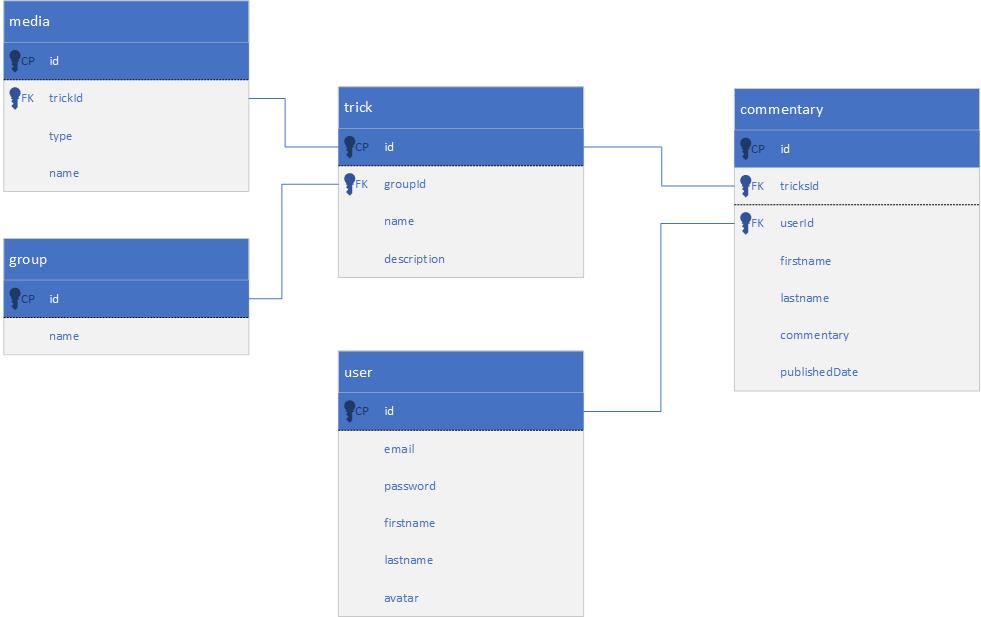 media
CP id
FK trickId
type
name
group
CP id
name
trick
CP id
FK groupId
name
description
user
CP id
email
password
firstname
lastname
avatar
commentary
CP id
FK tricksId
FK userId
firstname
lastname
commentary
publishedDate